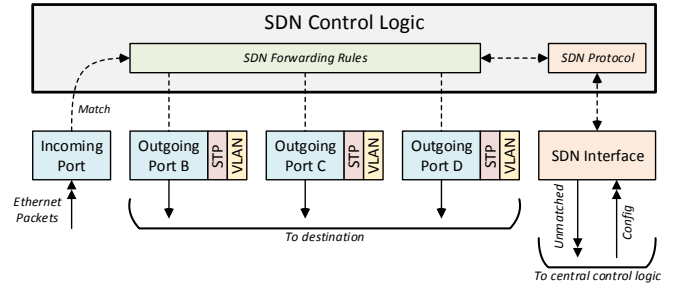 SDN Control Logic
SDN Forwarding Rules
SDN Protocol
Match
Incoming
Port
Outgoing
Port B
STP
VLAN
Outgoing
Port C
STP
VLAN
Outgoing
Port D
STP
VLAN
SDN Interface
Ethernet
Packets
To destination
Unmatched
Config
To central control logic